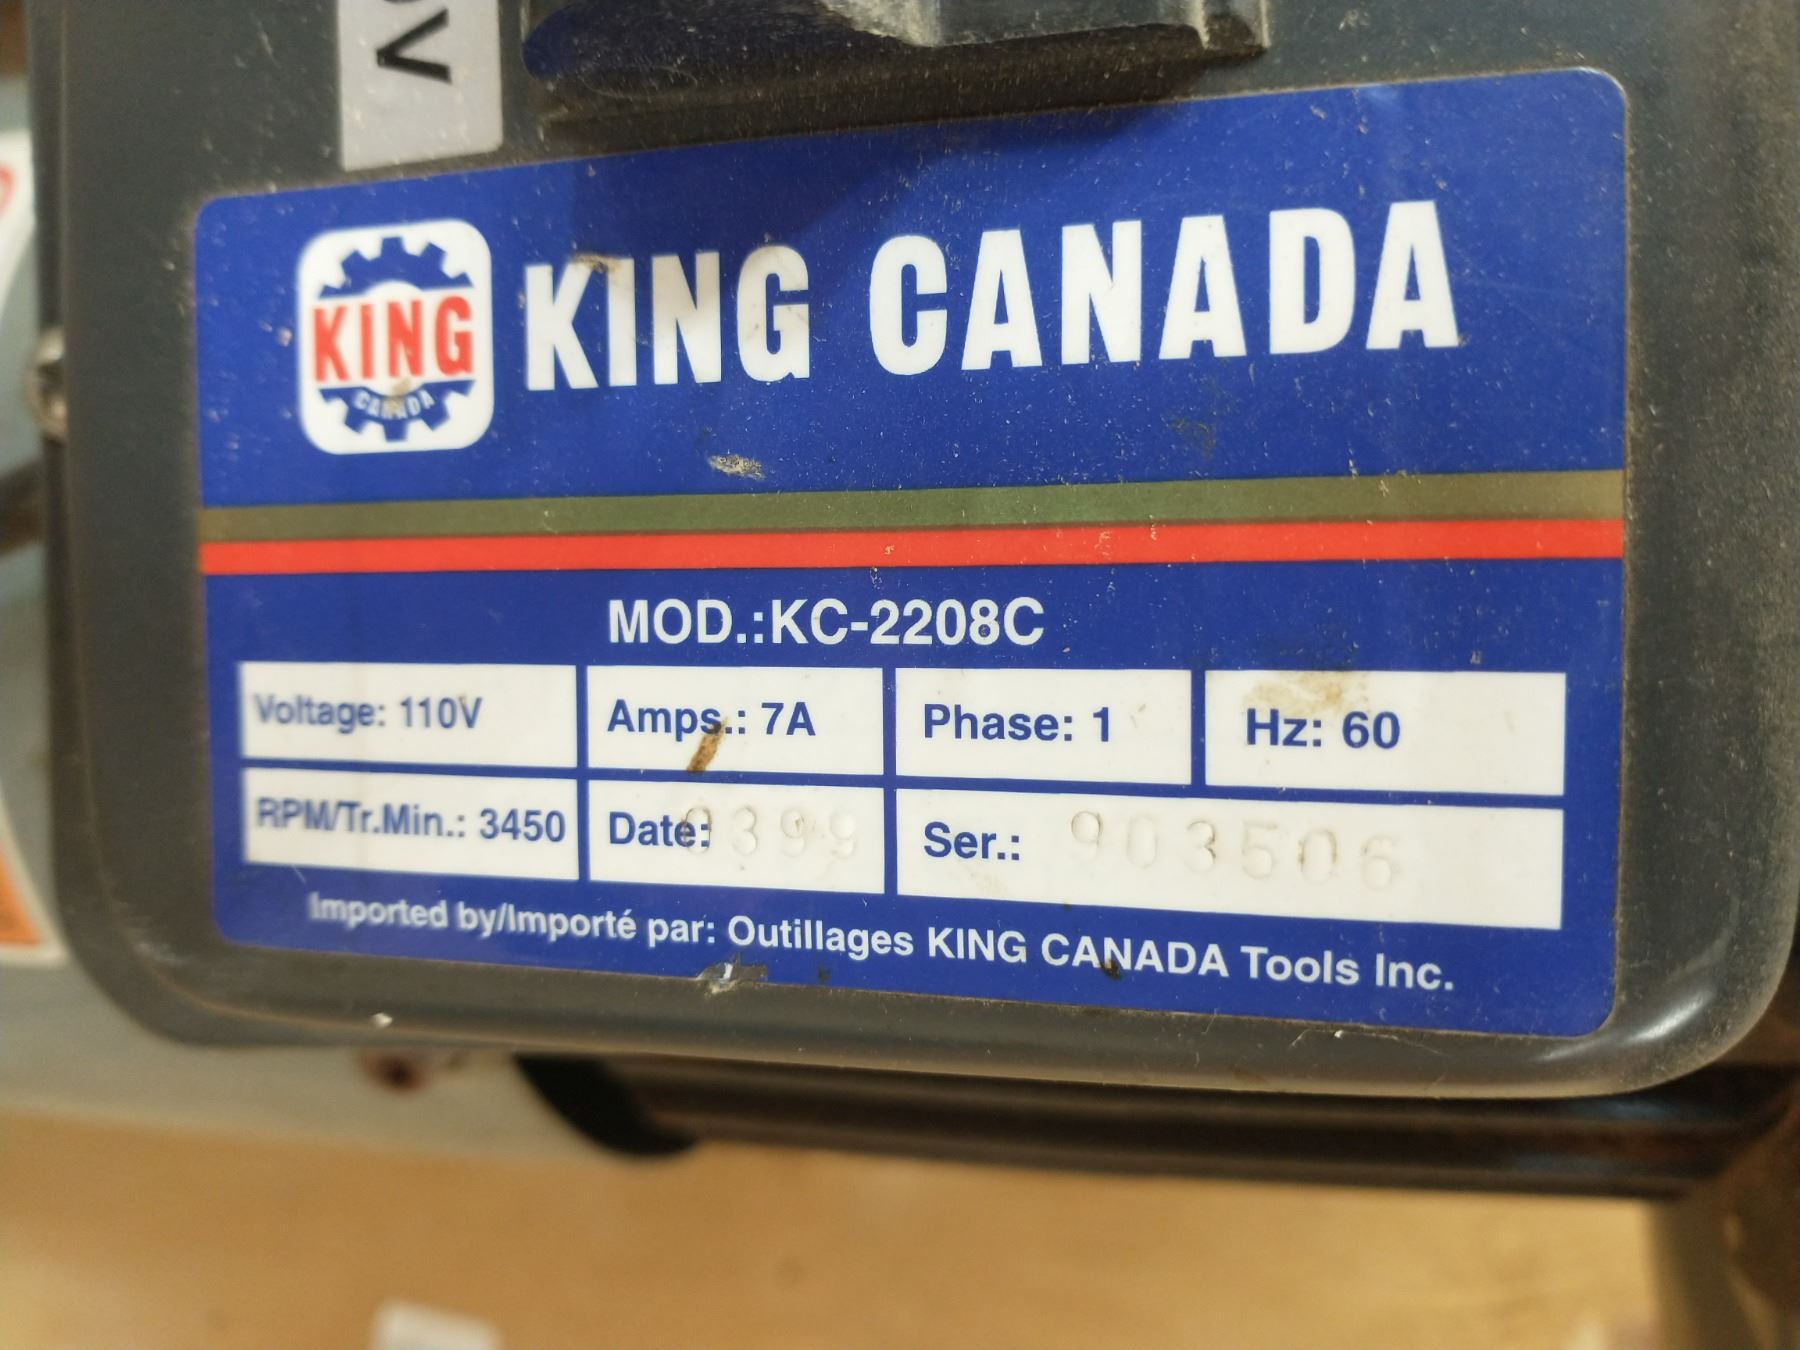 0V
KING
CANADA
KING CANADA
MOD.:KC-2208C
Voltage: 110V Amps.: 7A Phase: 1 Hz: 60
RPM/Tr.Min.: 3450 Date: 0399 Ser.: 903506
Imported by/Importé par: Outillages KING CANADA Tools Inc.